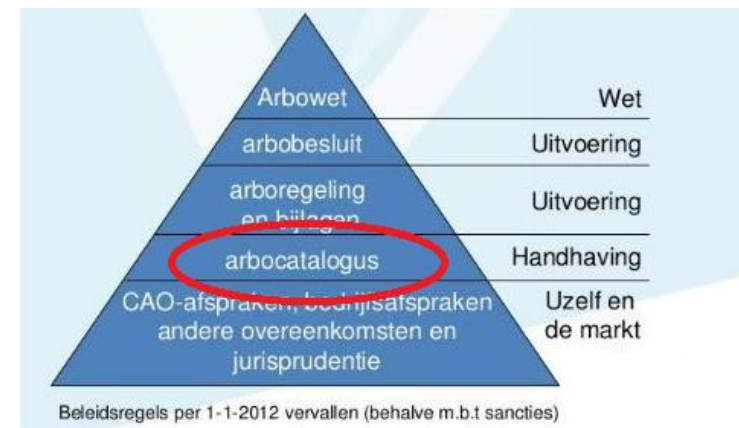 Arbowet Wet
arbobesluit Uitvoering
arboregeling
en bijlagen Uitvoering
arbocatalogus Handhaving
CAO-afspraken, bedrijfsafspraken
andere overeenkomsten en
jurisprudentie
Uzelf en
de markt
Beleidsregels per 1-1-2012 vervallen (behalve m.b.t sancties)